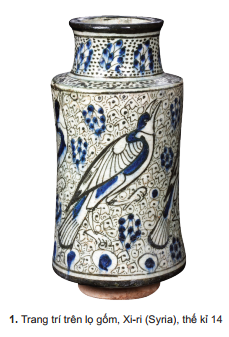 1. Trang trí trên lọ gốm, Xi-ri (Syria), thế kỉ 14